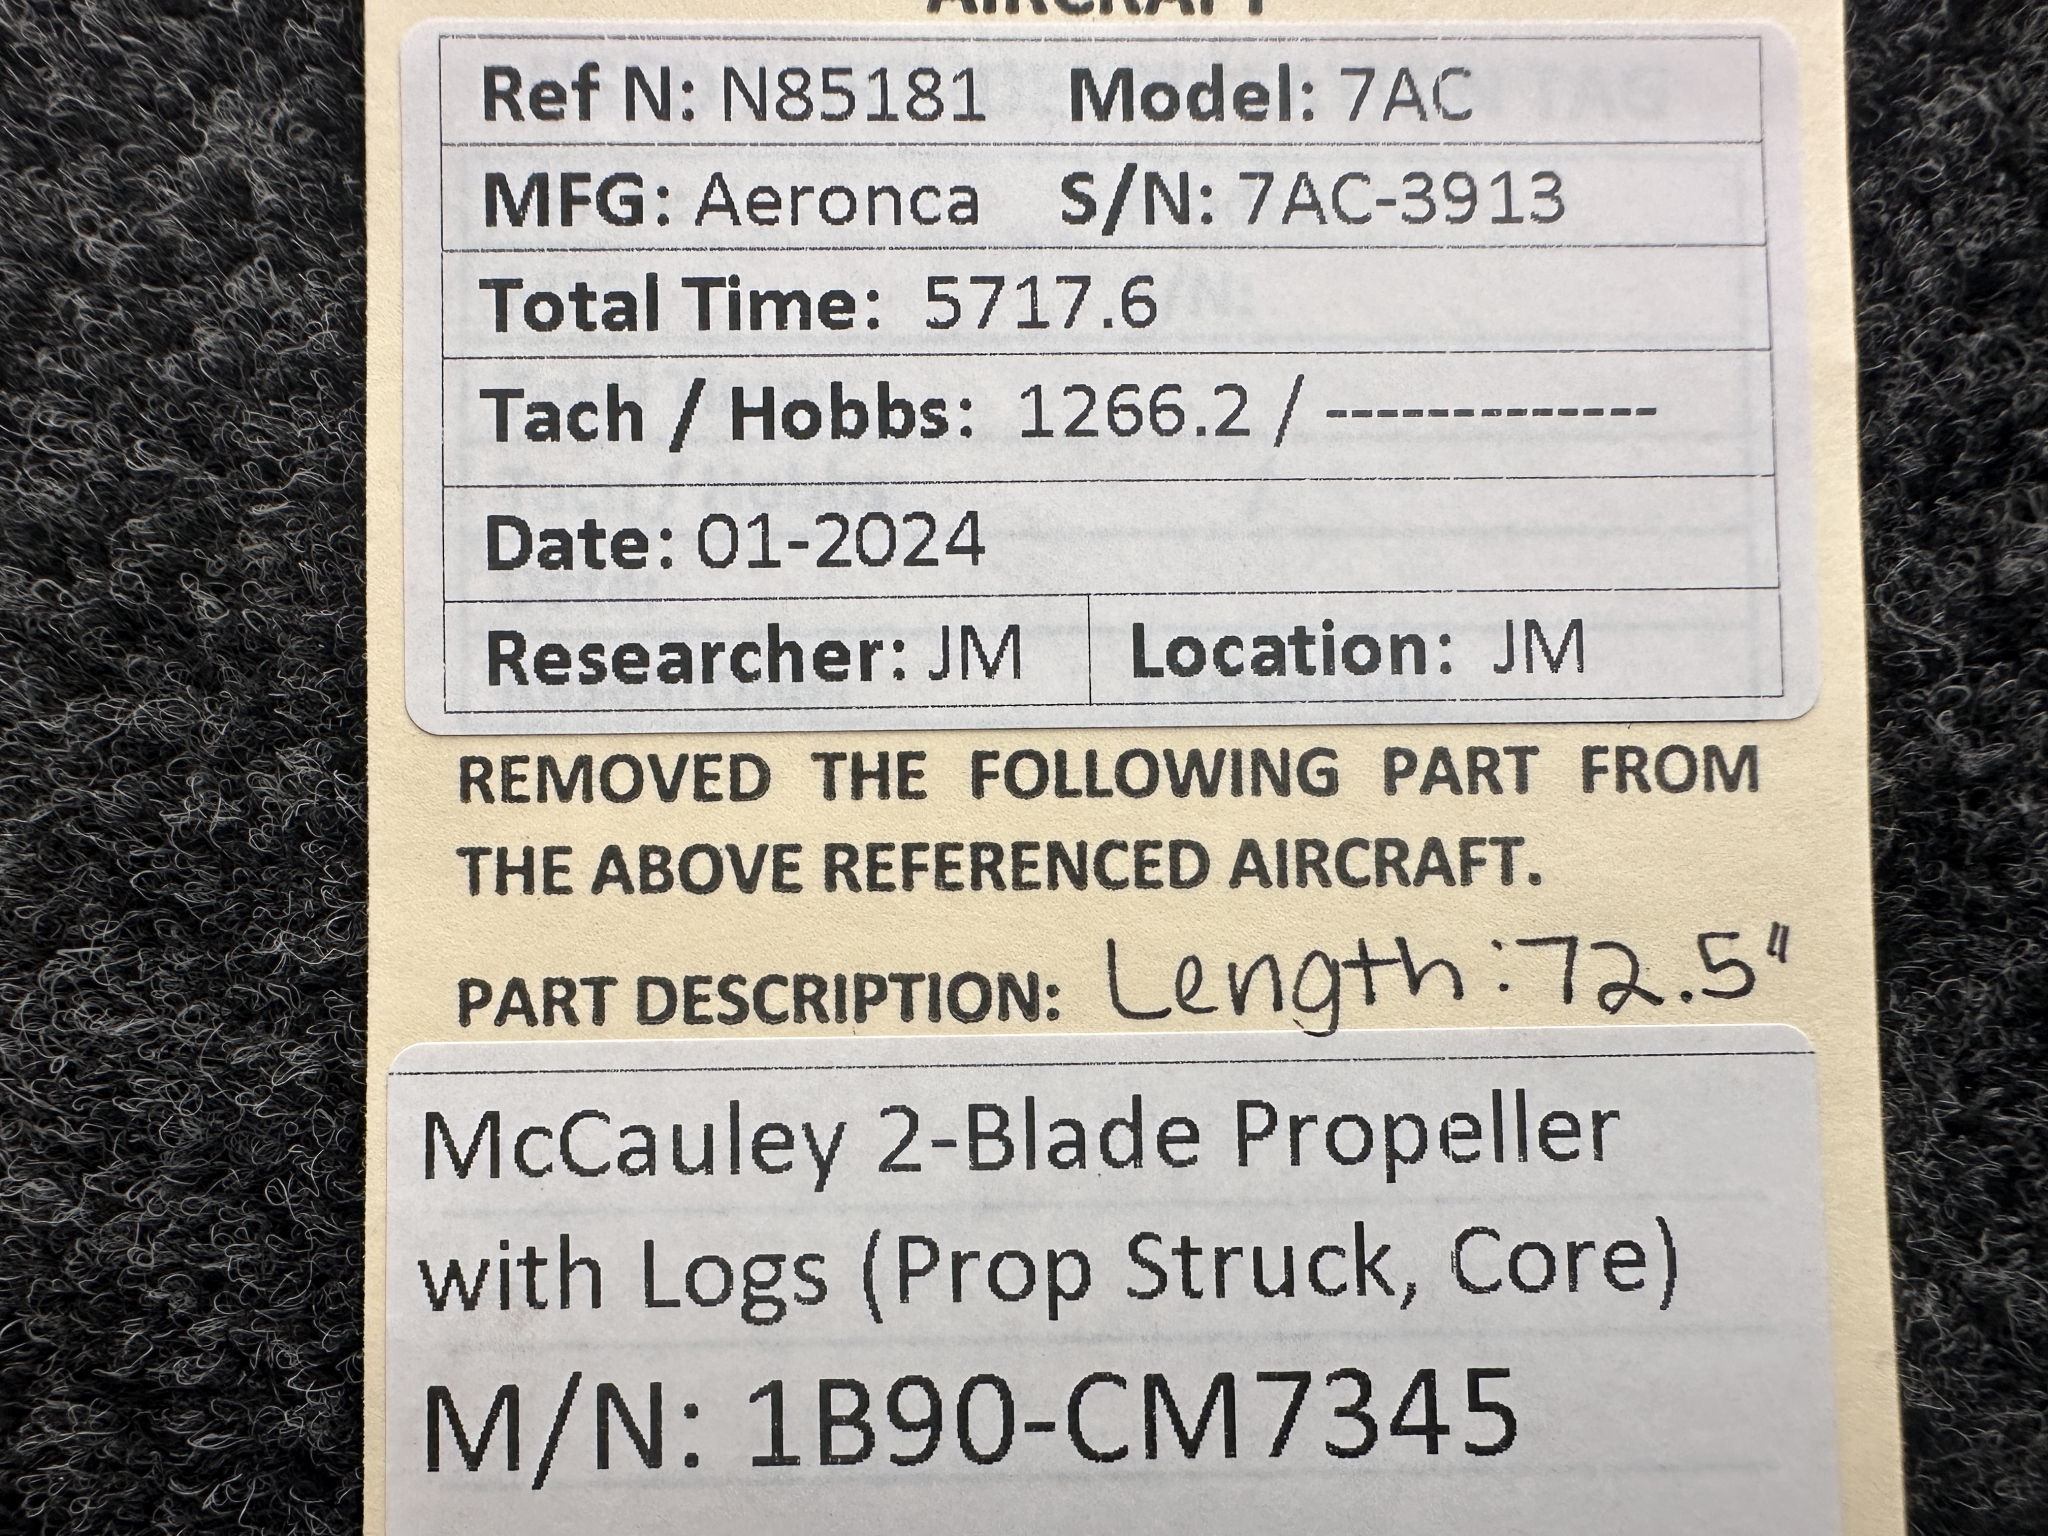 AIRCRAFT
Ref N: N85181 Model: 7AC
MFG: Aeronca S/N: 7AC-3913
Total Time: 5717.6
Tach / Hobbs: 1266.2 / -------------
Date: 01-2024
Researcher: JM Location: JM
REMOVED THE FOLLOWING PART FROM
THE ABOVE REFERENCED AIRCRAFT.
PART DESCRIPTION: Length: 72.5"
McCauley 2-Blade Propeller
with Logs (Prop Struck, Core)
M/N: 1B90-CM7345